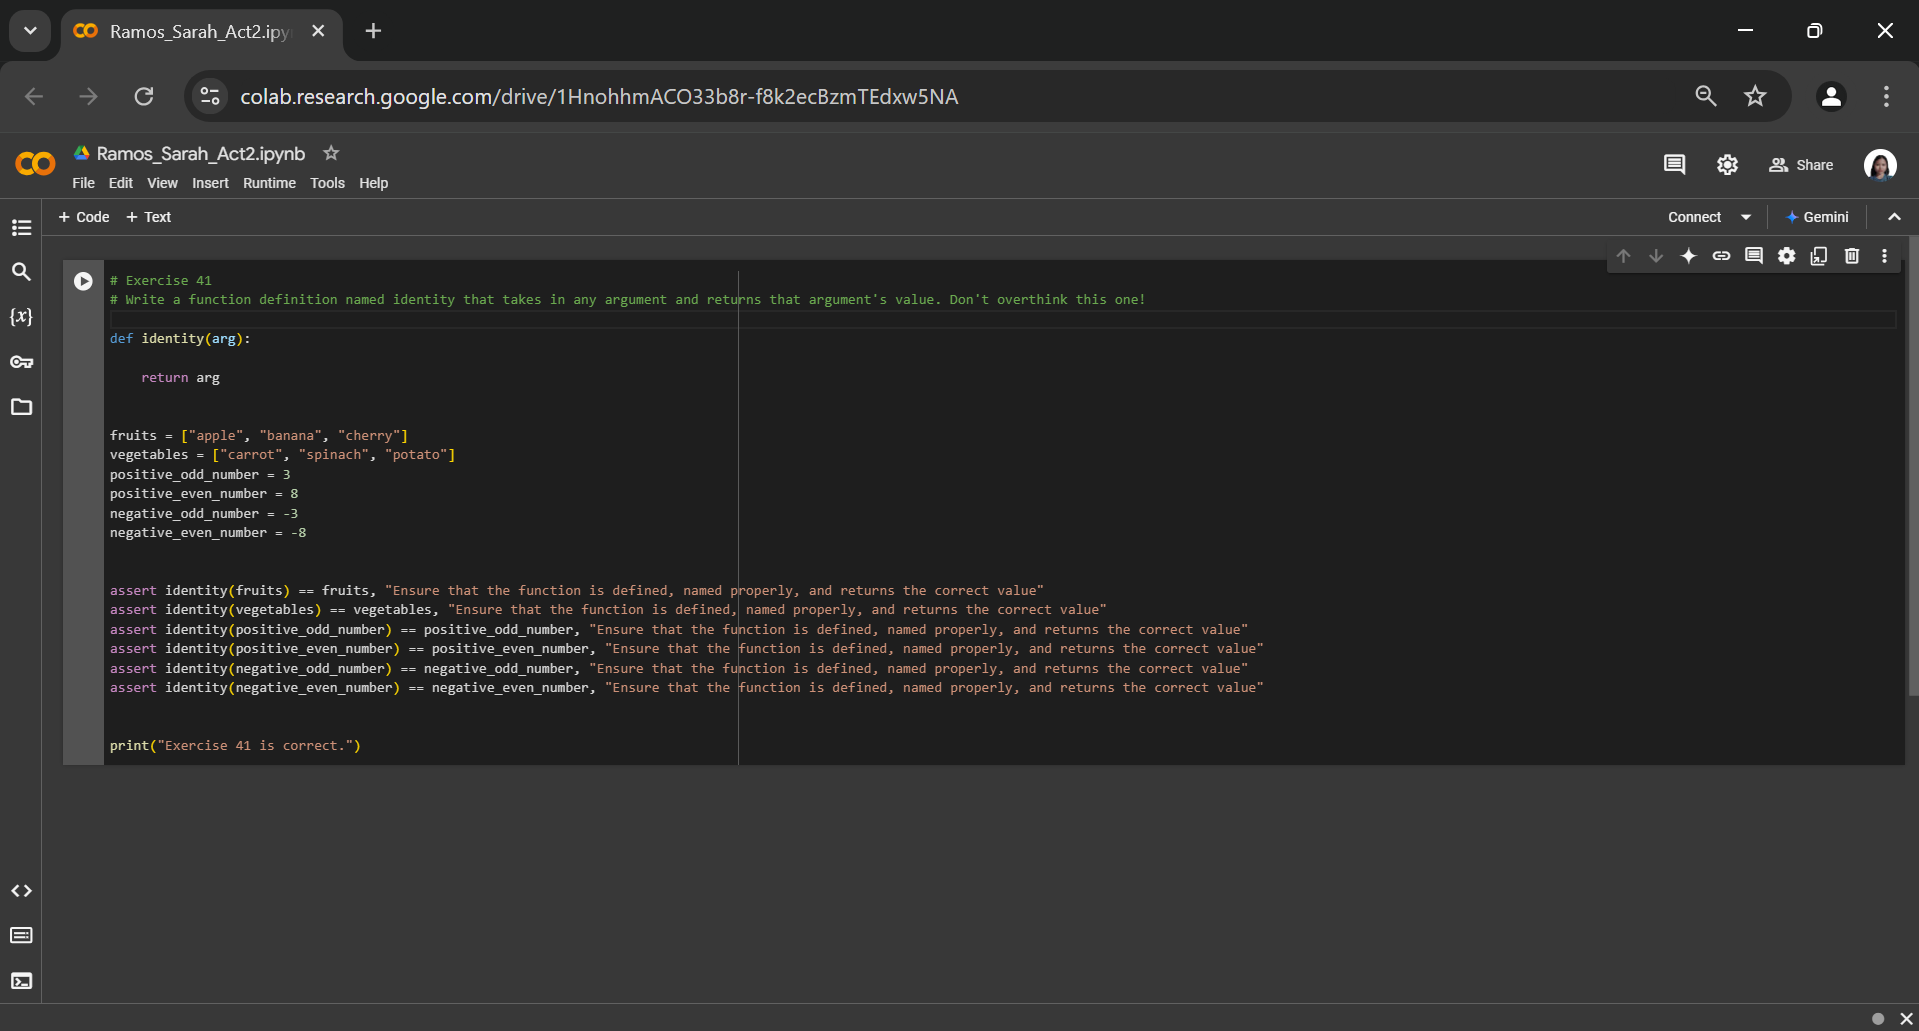 Ramos_Sarah_Act2.ipy
colab.research.google.com/drive/1HnohhmACO33b8r-f8k2ecBzmTEdxw5NA
Ramos_Sarah_Act2.ipynb
File Edit View Insert Runtime Tools Help
Share
+ Code + Text
Connect
Gemini
{x}
# Exercise 41
# Write a function definition named identity that takes in any argument and returns that argument's value. Don't overthink this one!
def identity(arg):
    return arg
fruits = ["apple", "banana", "cherry"]
vegetables = ["carrot", "spinach", "potato"]
positive_odd_number = 3
positive_even_number = 8
negative_odd_number = -3
negative_even_number = -8
assert identity(fruits) == fruits, "Ensure that the function is defined, named properly, and returns the correct value"
assert identity(vegetables) == vegetables, "Ensure that the function is defined, named properly, and returns the correct value"
assert identity(positive_odd_number) == positive_odd_number, "Ensure that the function is defined, named properly, and returns the correct value"
assert identity(positive_even_number) == positive_even_number, "Ensure that the function is defined, named properly, and returns the correct value"
assert identity(negative_odd_number) == negative_odd_number, "Ensure that the function is defined, named properly, and returns the correct value"
assert identity(negative_even_number) == negative_even_number, "Ensure that the function is defined, named properly, and returns the correct value"
print("Exercise 41 is correct.")